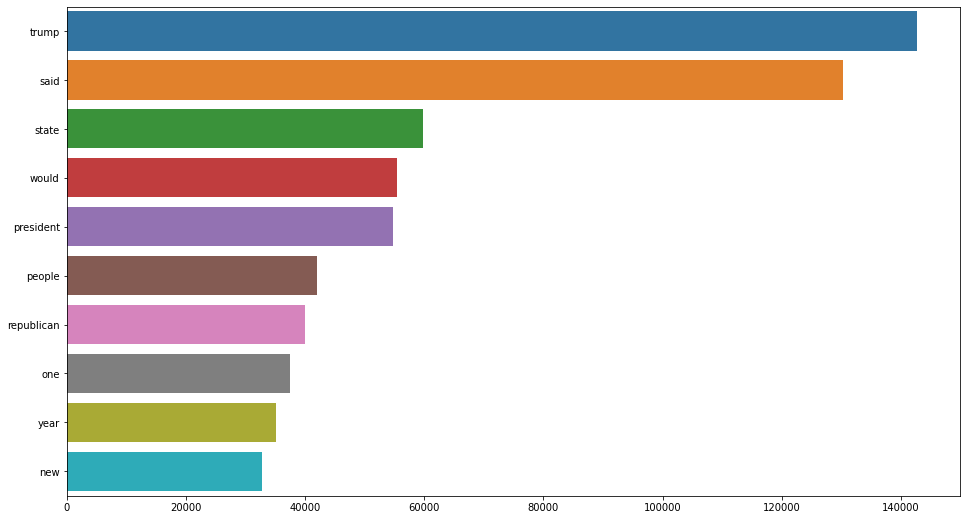 trump
said
state
would
president
people
republican
one
year
new
0 20000 40000 60000 80000 100000 120000 140000